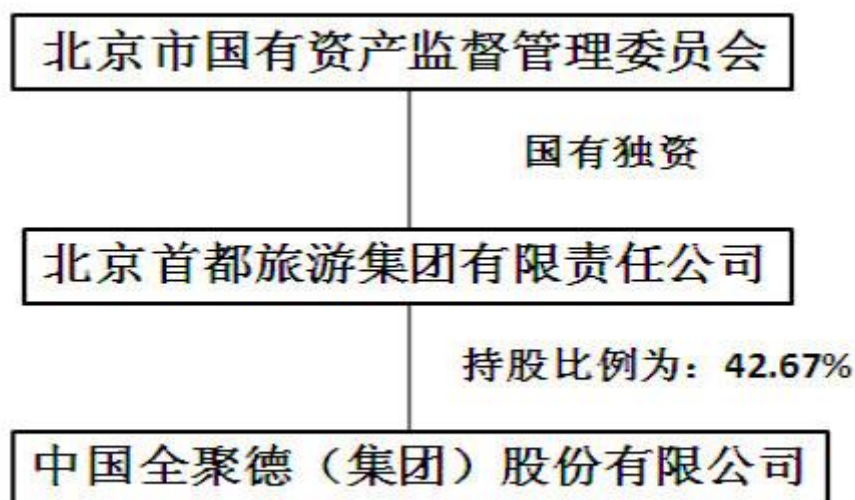 北京市国有资产监督管理委员会
国有独资
北京首都旅游集团有限责任公司
持股比例为：42.67%
中国全聚德（集团）股份有限公司